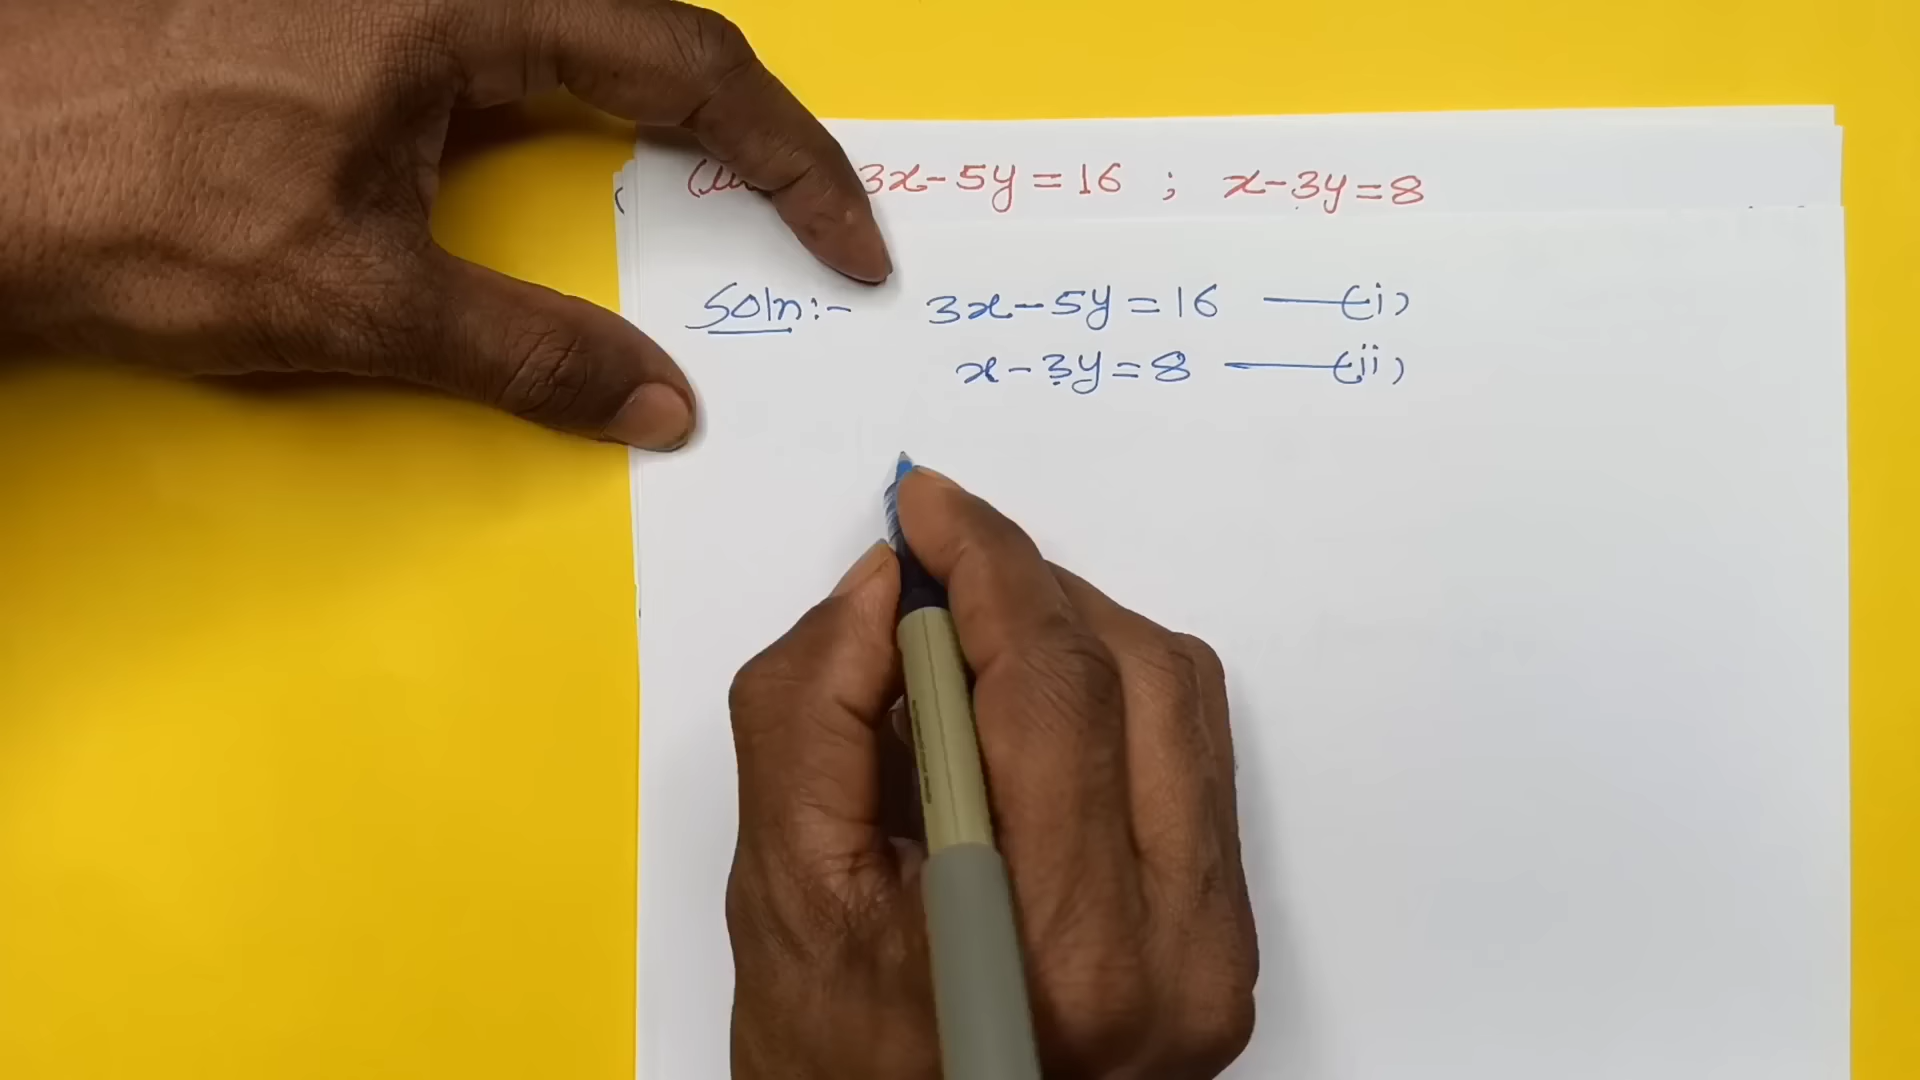 3x-5y=16 ; x-3y=8
Soln:- 3x-5y=16 —(i)
x-3y=8 —(ii)